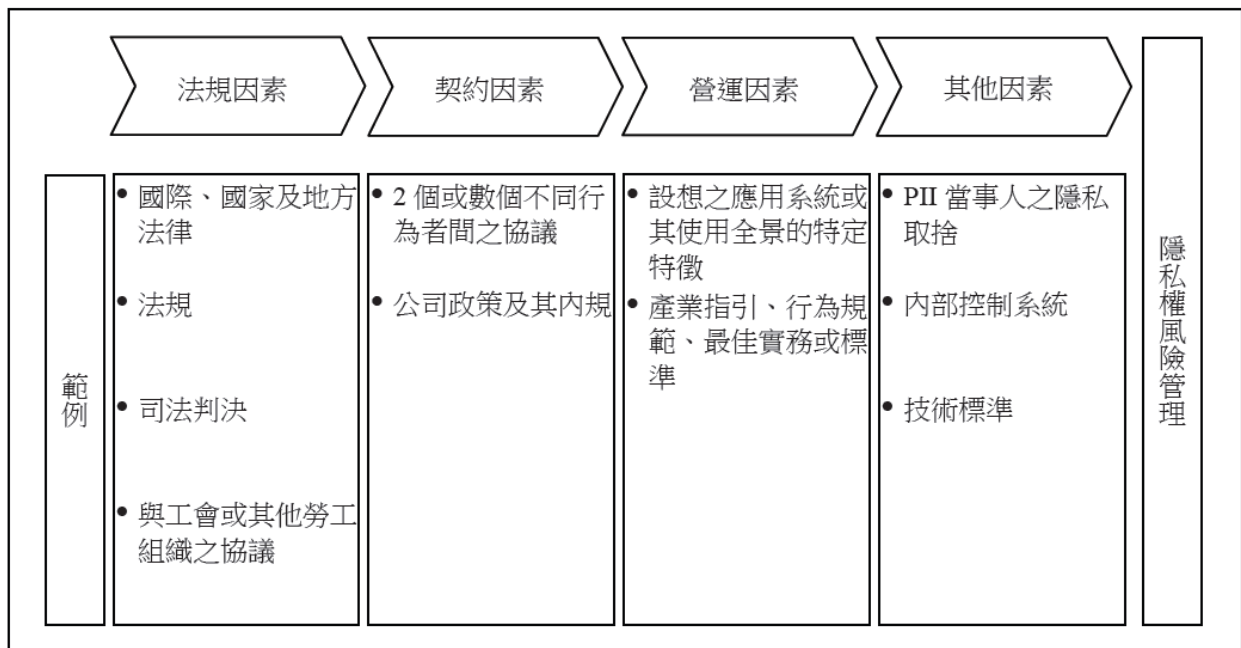 法規因素
契約因素
營運因素
其他因素
範例
• 國際、國家及地方
法律
• 法規
• 司法判決
• 與工會或其他勞工
組織之協議
• 2 個或數個不同行
為者間之協議
• 公司政策及其內規
• 設想之應用系統或
其使用全景的特定
特徵
• 產業指引、行為規
範、最佳實務或標
準
• PII 當事人之隱私
取捨
• 內部控制系統
• 技術標準
隱私權風險管理